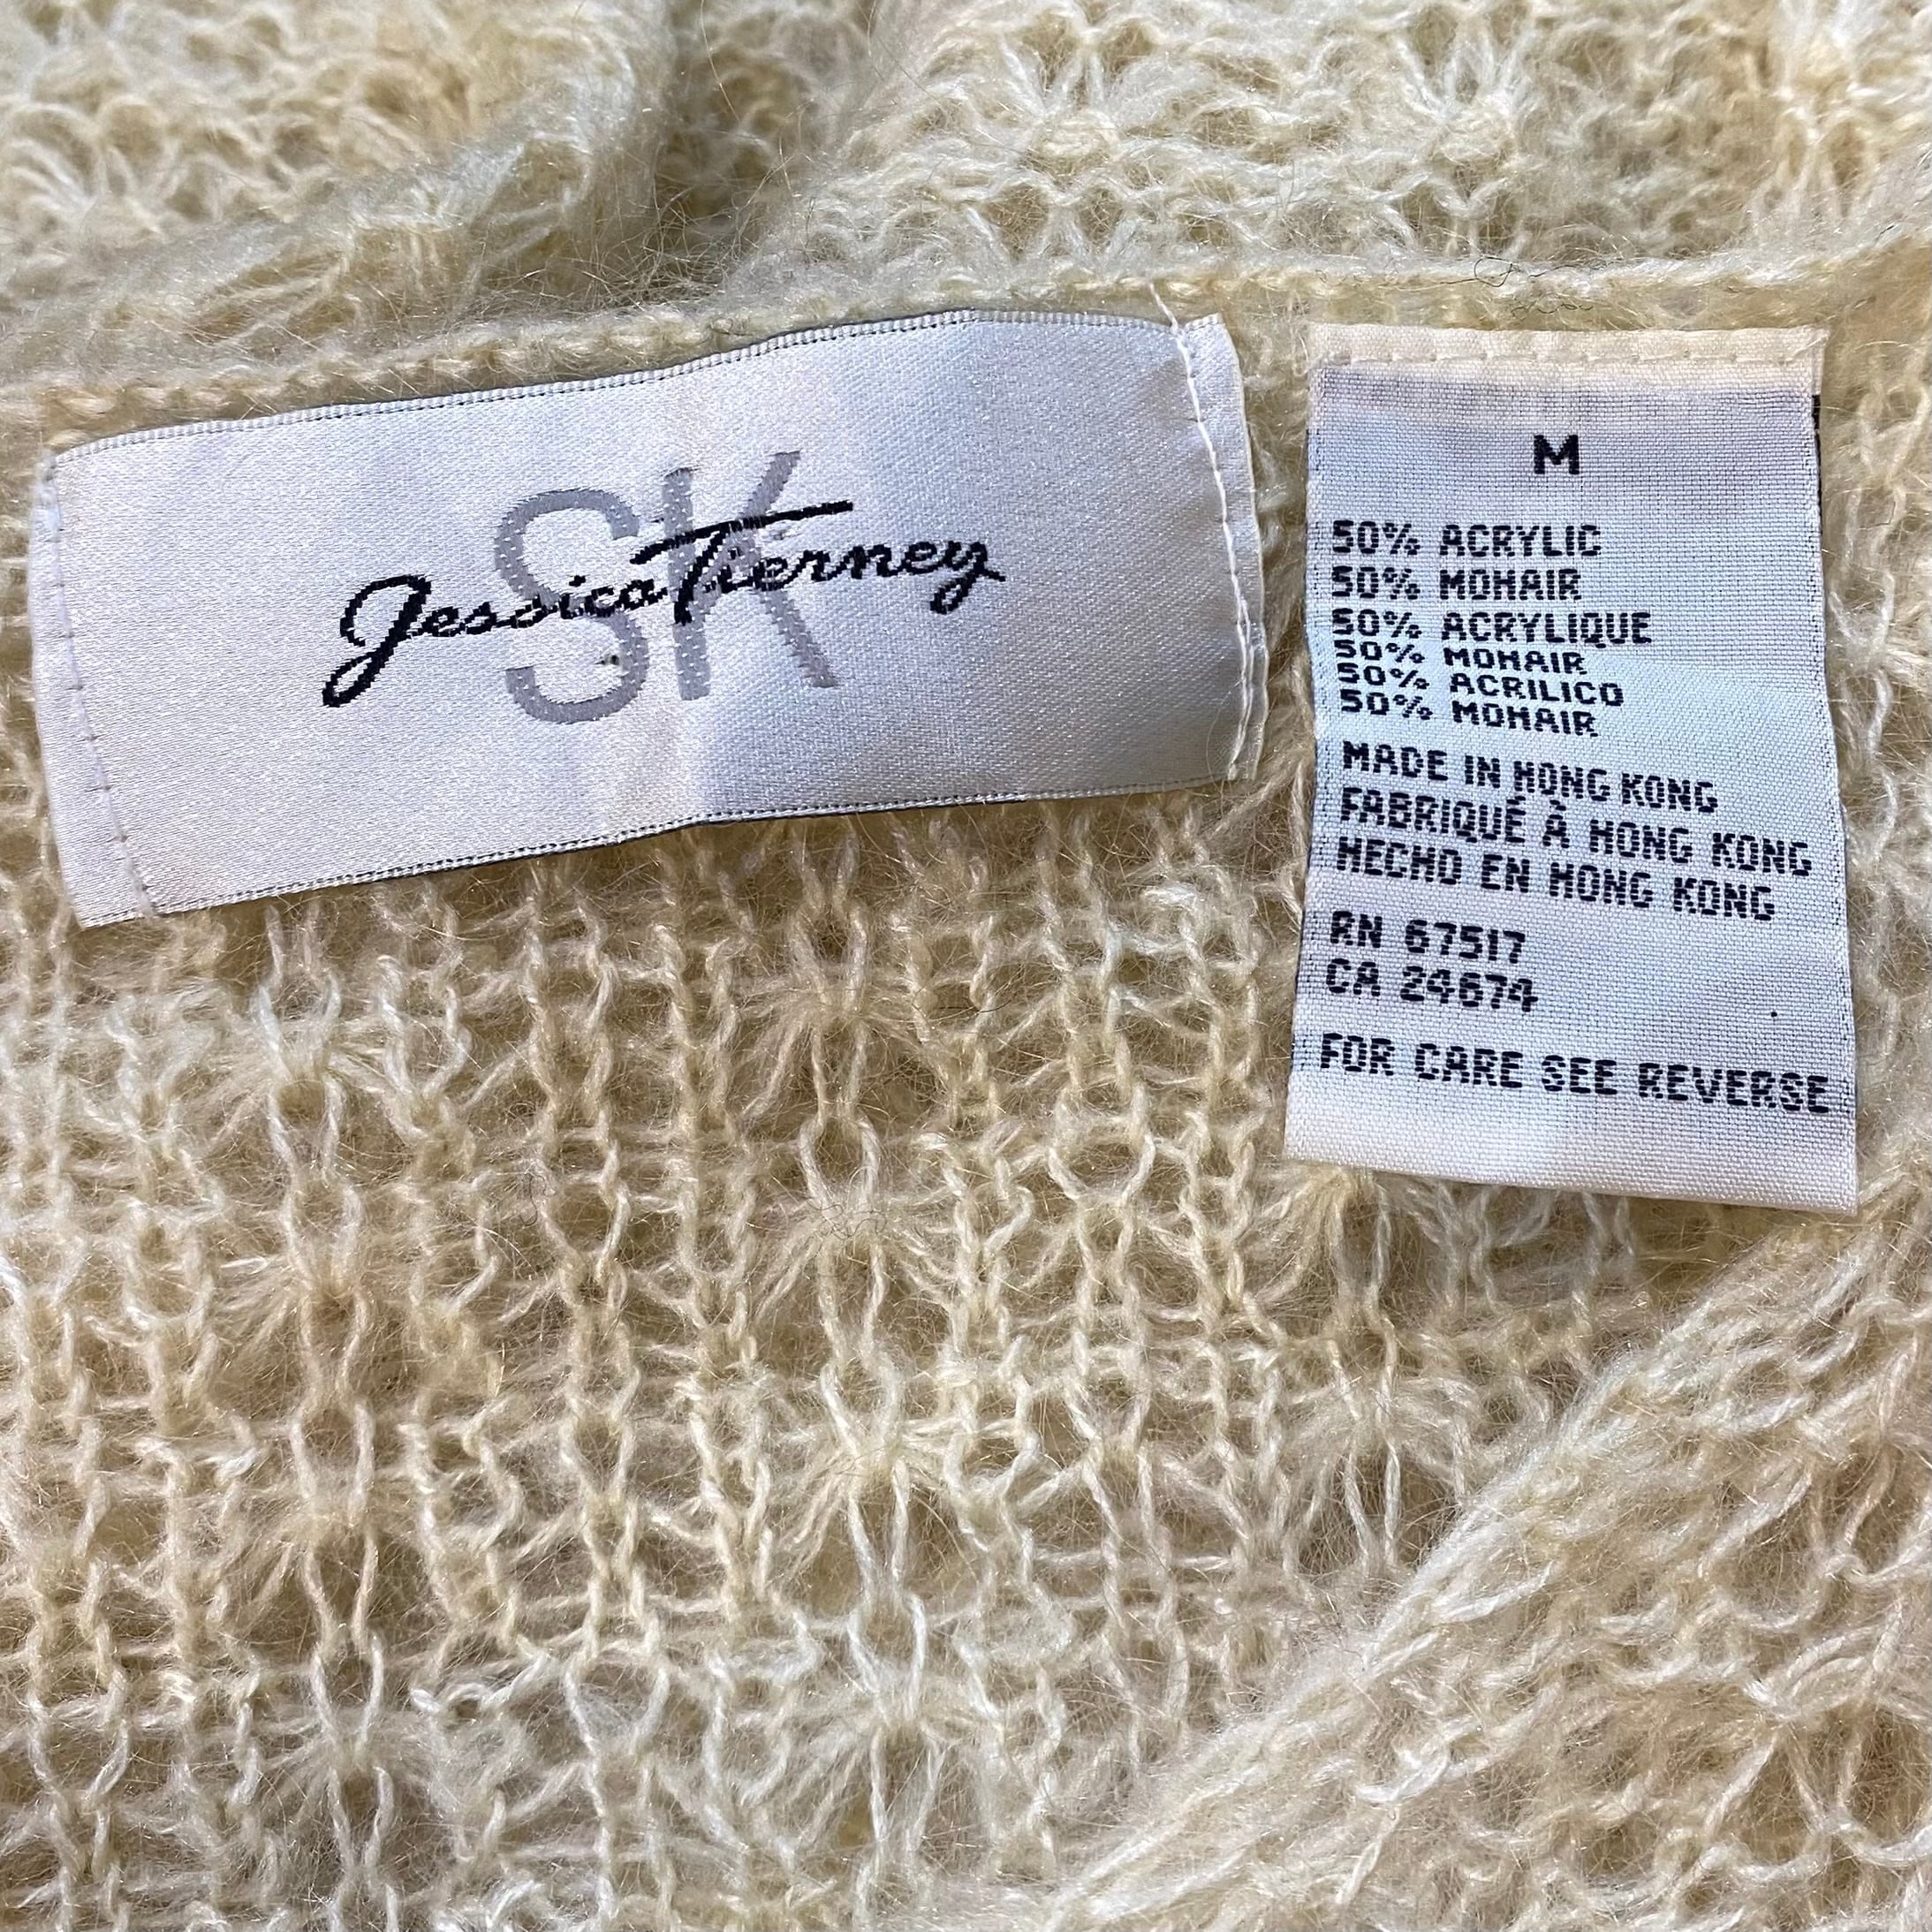 SK
Jessica Tierney
M
50% ACRYLIC
50% MOHAIR
50% ACRYLIQUE
50% MOHAIR
50% ACRILICO
50% MOHAIR
MADE IN HONG KONG
FABRIQUÉ À HONG KONG
HECHO EN HONG KONG
RN 67517
CA 24674
FOR CARE SEE REVERSE